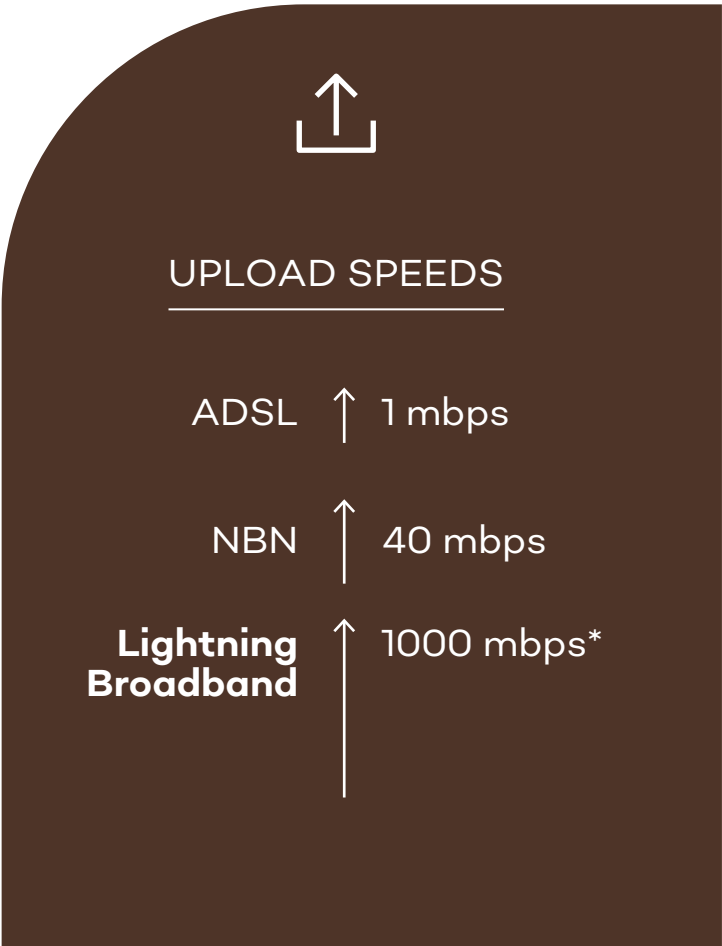 UPLOAD SPEEDS
ADSL 1 mbps
NBN 40 mbps
Lightning 1000 mbps*
Broadband